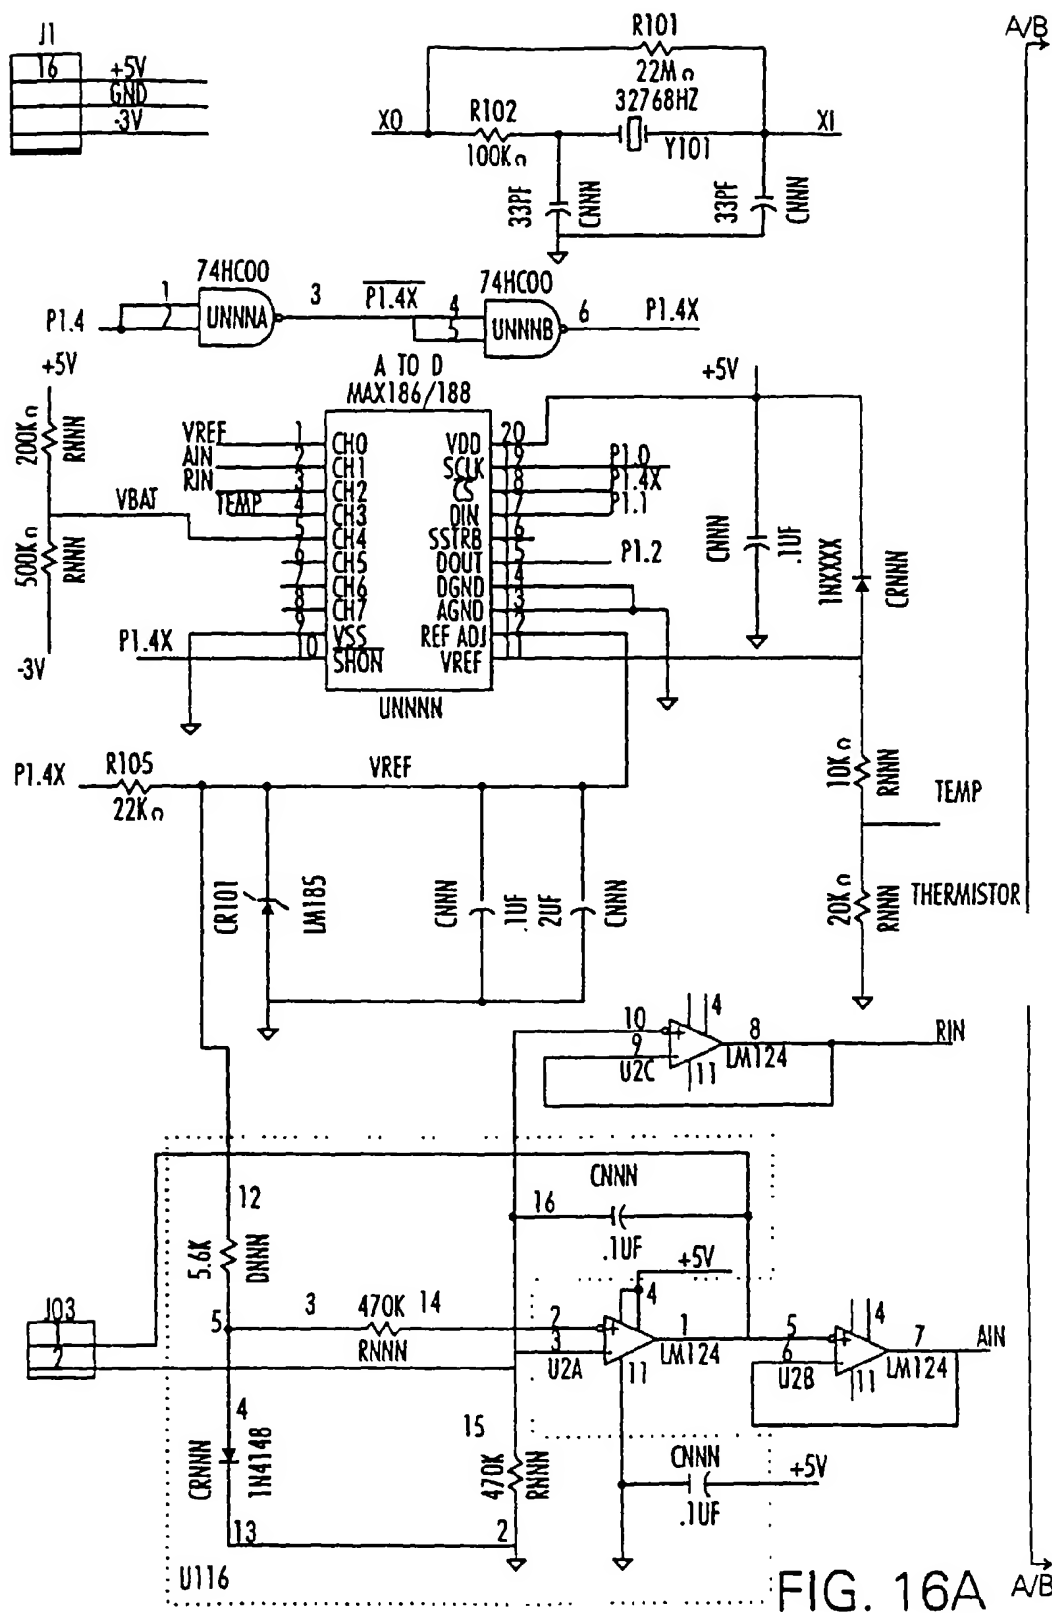 J1
16
+5V
GND
-3V
A/B
R101
22MΩ
32768HZ
XO
R102
100KΩ
Y101
XI
33PF
CNNN
33PF
CNNN
74HC00
1
2
P1.4
UNNNA
3
P1.4X
74HC00
4
5
UNNNB
6
P1.4X
+5V
200KΩ
RNNN
VBAT
500KΩ
RNNN
-3V
A TO D
MAX186/188
VREF 1 CH0
AIN 2 CH1
RIN 3 CH2
TEMP 4 CH3
5 CH4
CH5
7 CH6
8 CH7
9 VSS
P1.4X 10 SHON
VDD 20
SCLK 19 P1.0
CS 18 P1.4X
DIN 17 P1.1
SSTRB 16
DOUT 15 P1.2
DGND 14
AGND 13
REF ADJ 12
VREF 11
UNNNN
+5V
CNNN
.1UF
1NXXX
CRNNN
P1.4X
R105
22KΩ
VREF
10KΩ
RNNN
TEMP
20KΩ
RNNN
THERMISTOR
CR101
LM185
CNNN
.1UF
2UF
CNNN
10
9
U2C
4
11
8
LM124
RIN
12
5.6K
DNNN
16
CNNN
.1UF
+5V
J03
1
2
5
3
470K
RNNN
14
2
3
U2A
4
11
1
LM124
5
6
U2B
4
11
7
LM124
AIN
4
CRNNN
1N4148
13
15
470K
RNNN
2
CNNN
.1UF
+5V
U116
FIG. 16A
A/B